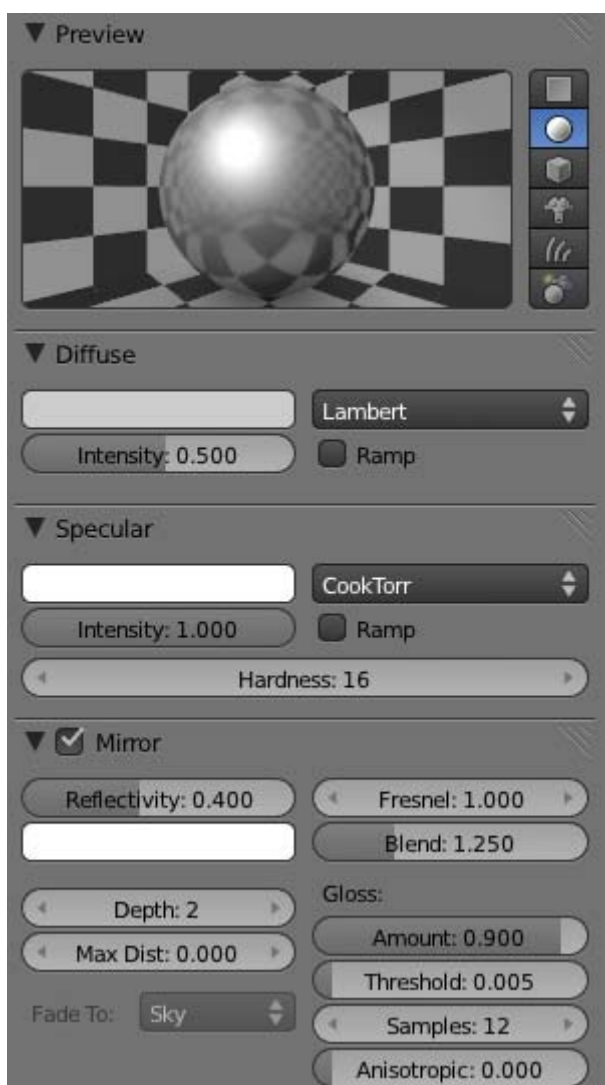 Preview
Diffuse
Lambert
Intensity: 0.500
Ramp
Specular
CookTorr
Intensity: 1.000
Ramp
Hardness: 16
Mirror
Reflectivity: 0.400
Fresnel: 1.000
Blend: 1.250
Depth: 2
Max Dist: 0.000
Fade To: Sky
Gloss:
Amount: 0.900
Threshold: 0.005
Samples: 12
Anisotropic: 0.000